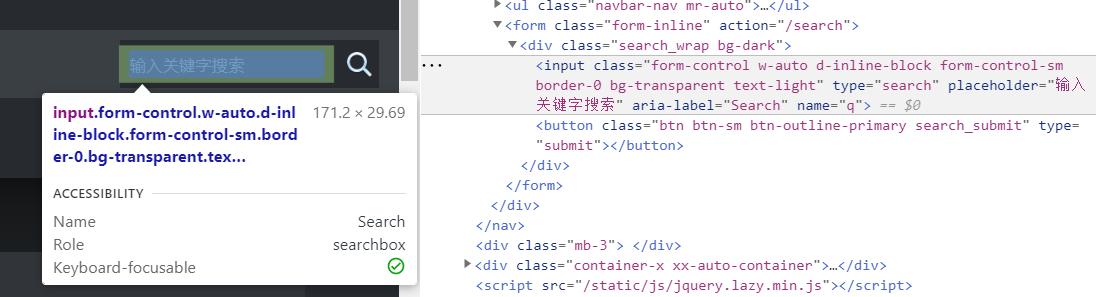 输入关键字搜索
input.form-control.w-auto.d-inl 171.2 × 29.69
ine-block.form-control-sm.bord
er-0.bg-transparent.tex...
ACCESSIBILITY
Name Search
Role searchbox
Keyboard-focusable
<ul class="navbar-nav mr-auto">…</ul>
<form class="form-inline" action="/search">
<div class="search_wrap bg-dark">
<input class="form-control w-auto d-inline-block form-control-sm
border-0 bg-transparent text-light" type="search" placeholder="输入
关键字搜索" aria-label="Search" name="q"> == $0
<button class="btn btn-sm btn-outline-primary search_submit" type=
"submit"></button>
</div>
</form>
</div>
</nav>
<div class="mb-3"> </div>
<div class="container-x xx-auto-container">…</div>
<script src="/static/js/jquery.lazy.min.js"></script>